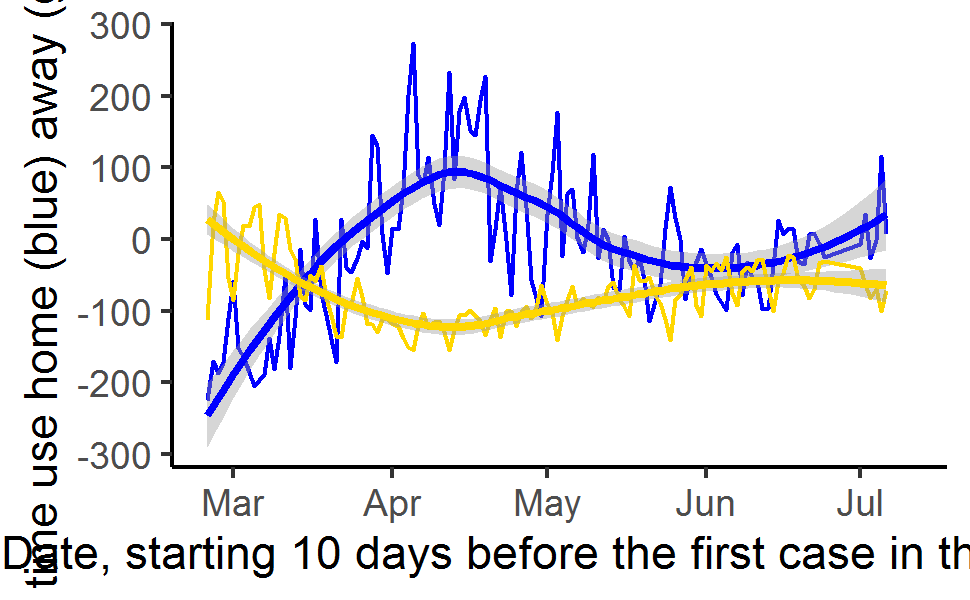 time use home (blue) away (
300
200
100
0
-100
-200
-300
Mar Apr May Jun Jul
Date, starting 10 days before the first case in th